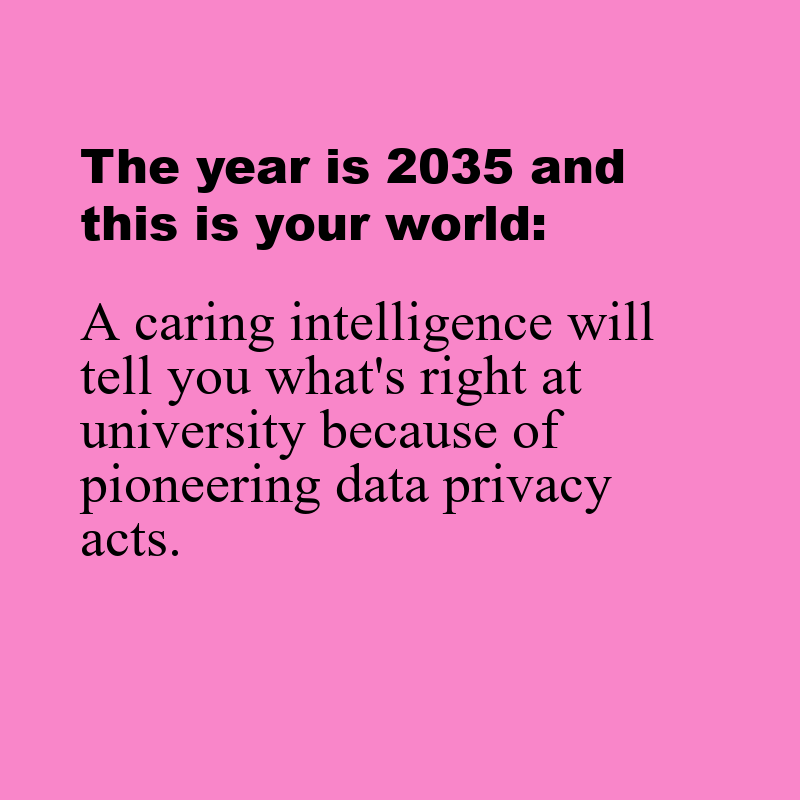 The year is 2035 and
this is your world:
A caring intelligence will
tell you what's right at
university because of
pioneering data privacy
acts.